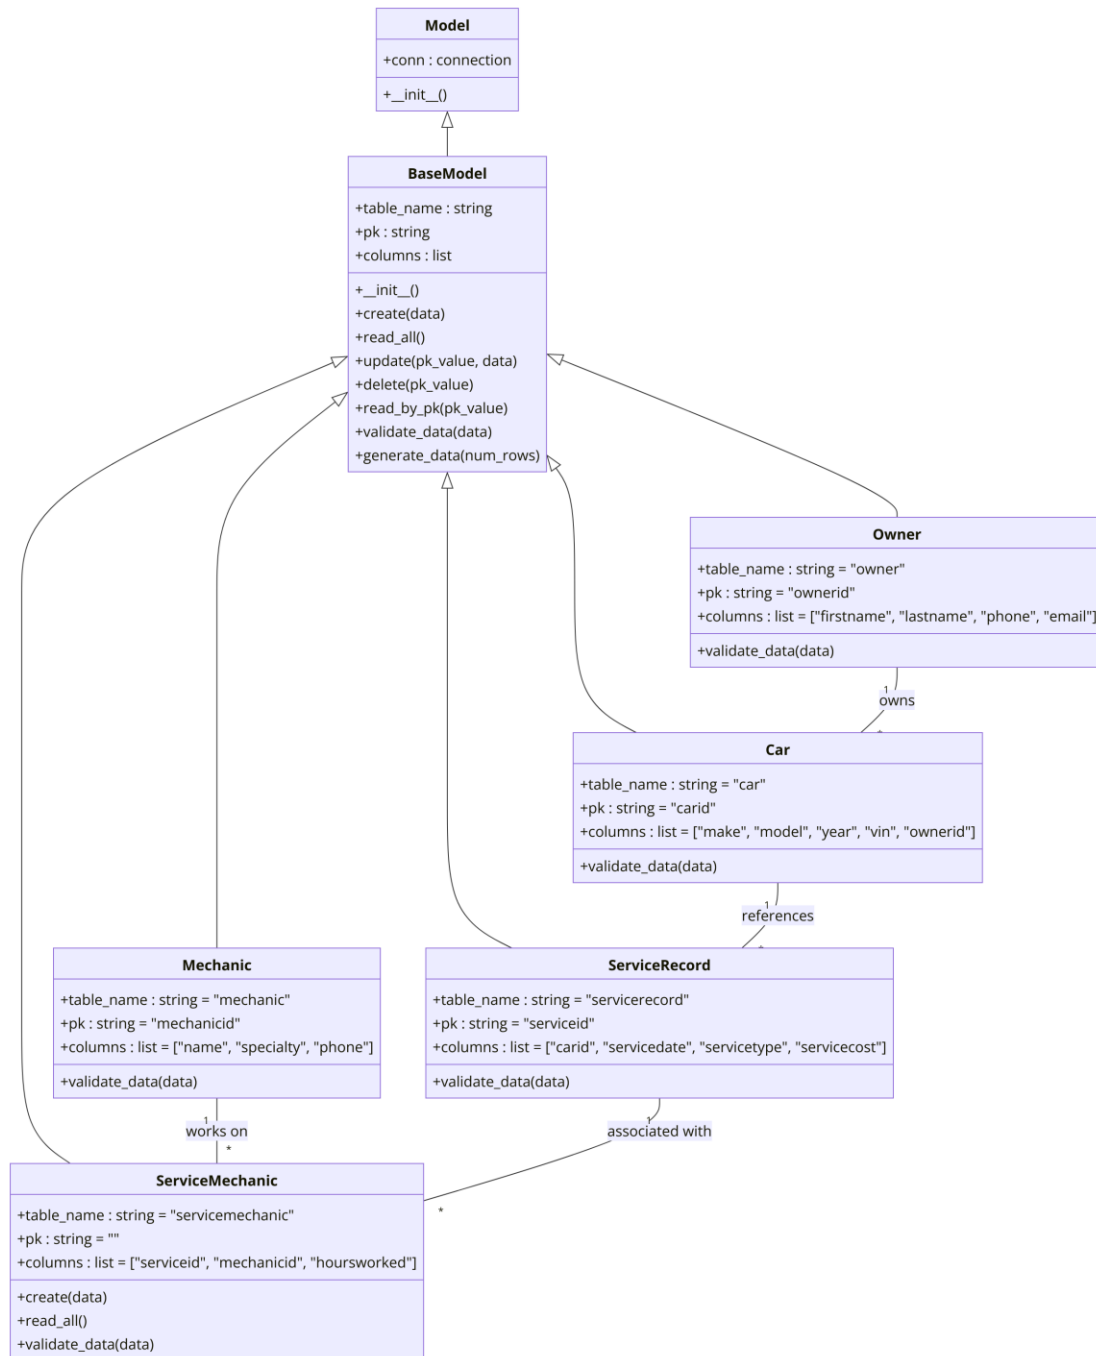 Model
+conn : connection
+__init__()
BaseModel
+table_name : string
+pk : string
+columns : list
+__init__()
+create(data)
+read_all()
+update(pk_value, data)
+delete(pk_value)
+read_by_pk(pk_value)
+validate_data(data)
+generate_data(num_rows)
Owner
+table_name : string = "owner"
+pk : string = "ownerid"
+columns : list = ["firstname", "lastname", "phone", "email"]
+validate_data(data)
1
owns
*
Car
+table_name : string = "car"
+pk : string = "carid"
+columns : list = ["make", "model", "year", "vin", "ownerid"]
+validate_data(data)
1
references
*
Mechanic
+table_name : string = "mechanic"
+pk : string = "mechanicid"
+columns : list = ["name", "specialty", "phone"]
+validate_data(data)
ServiceRecord
+table_name : string = "servicerecord"
+pk : string = "serviceid"
+columns : list = ["carid", "servicedate", "servicetype", "servicecost"]
+validate_data(data)
1
works on
*
1
associated with
*
ServiceMechanic
+table_name : string = "servicemechanic"
+pk : string = ""
+columns : list = ["serviceid", "mechanicid", "hoursworked"]
+create(data)
+read_all()
+validate_data(data)